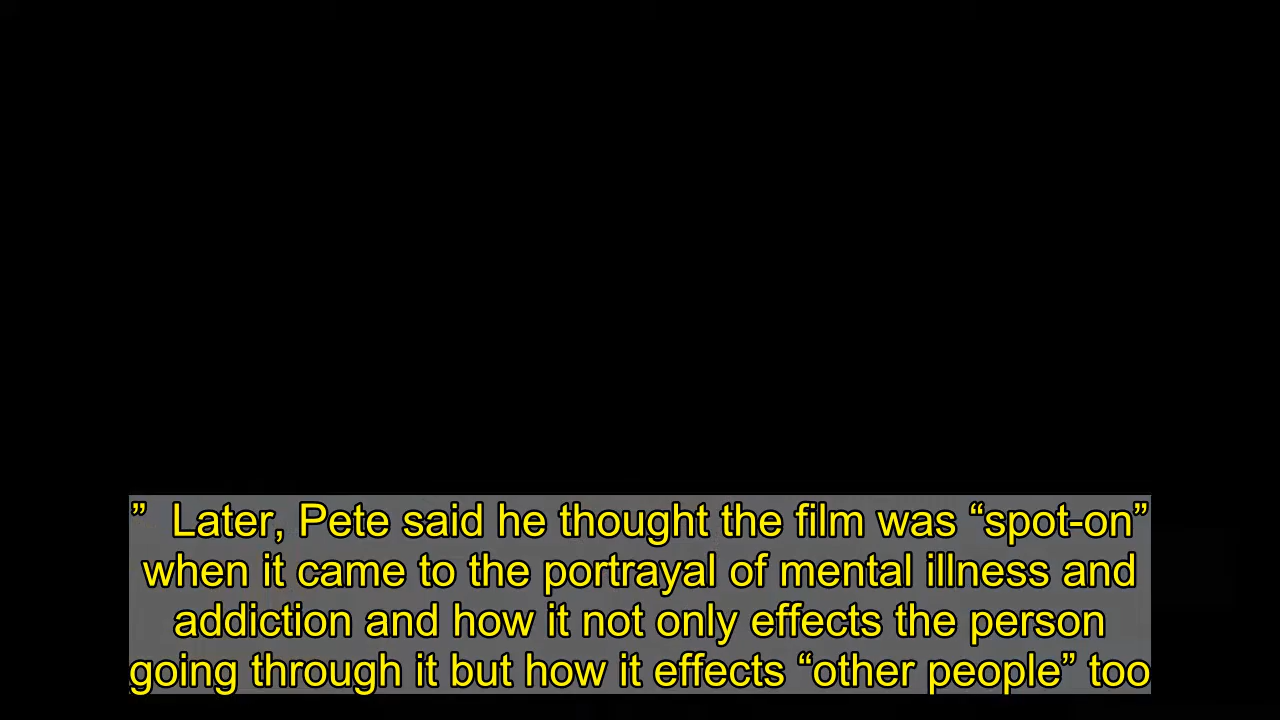 ”  Later, Pete said he thought the film was “spot-on”
when it came to the portrayal of mental illness and
addiction and how it not only effects the person
going through it but how it effects “other people” too